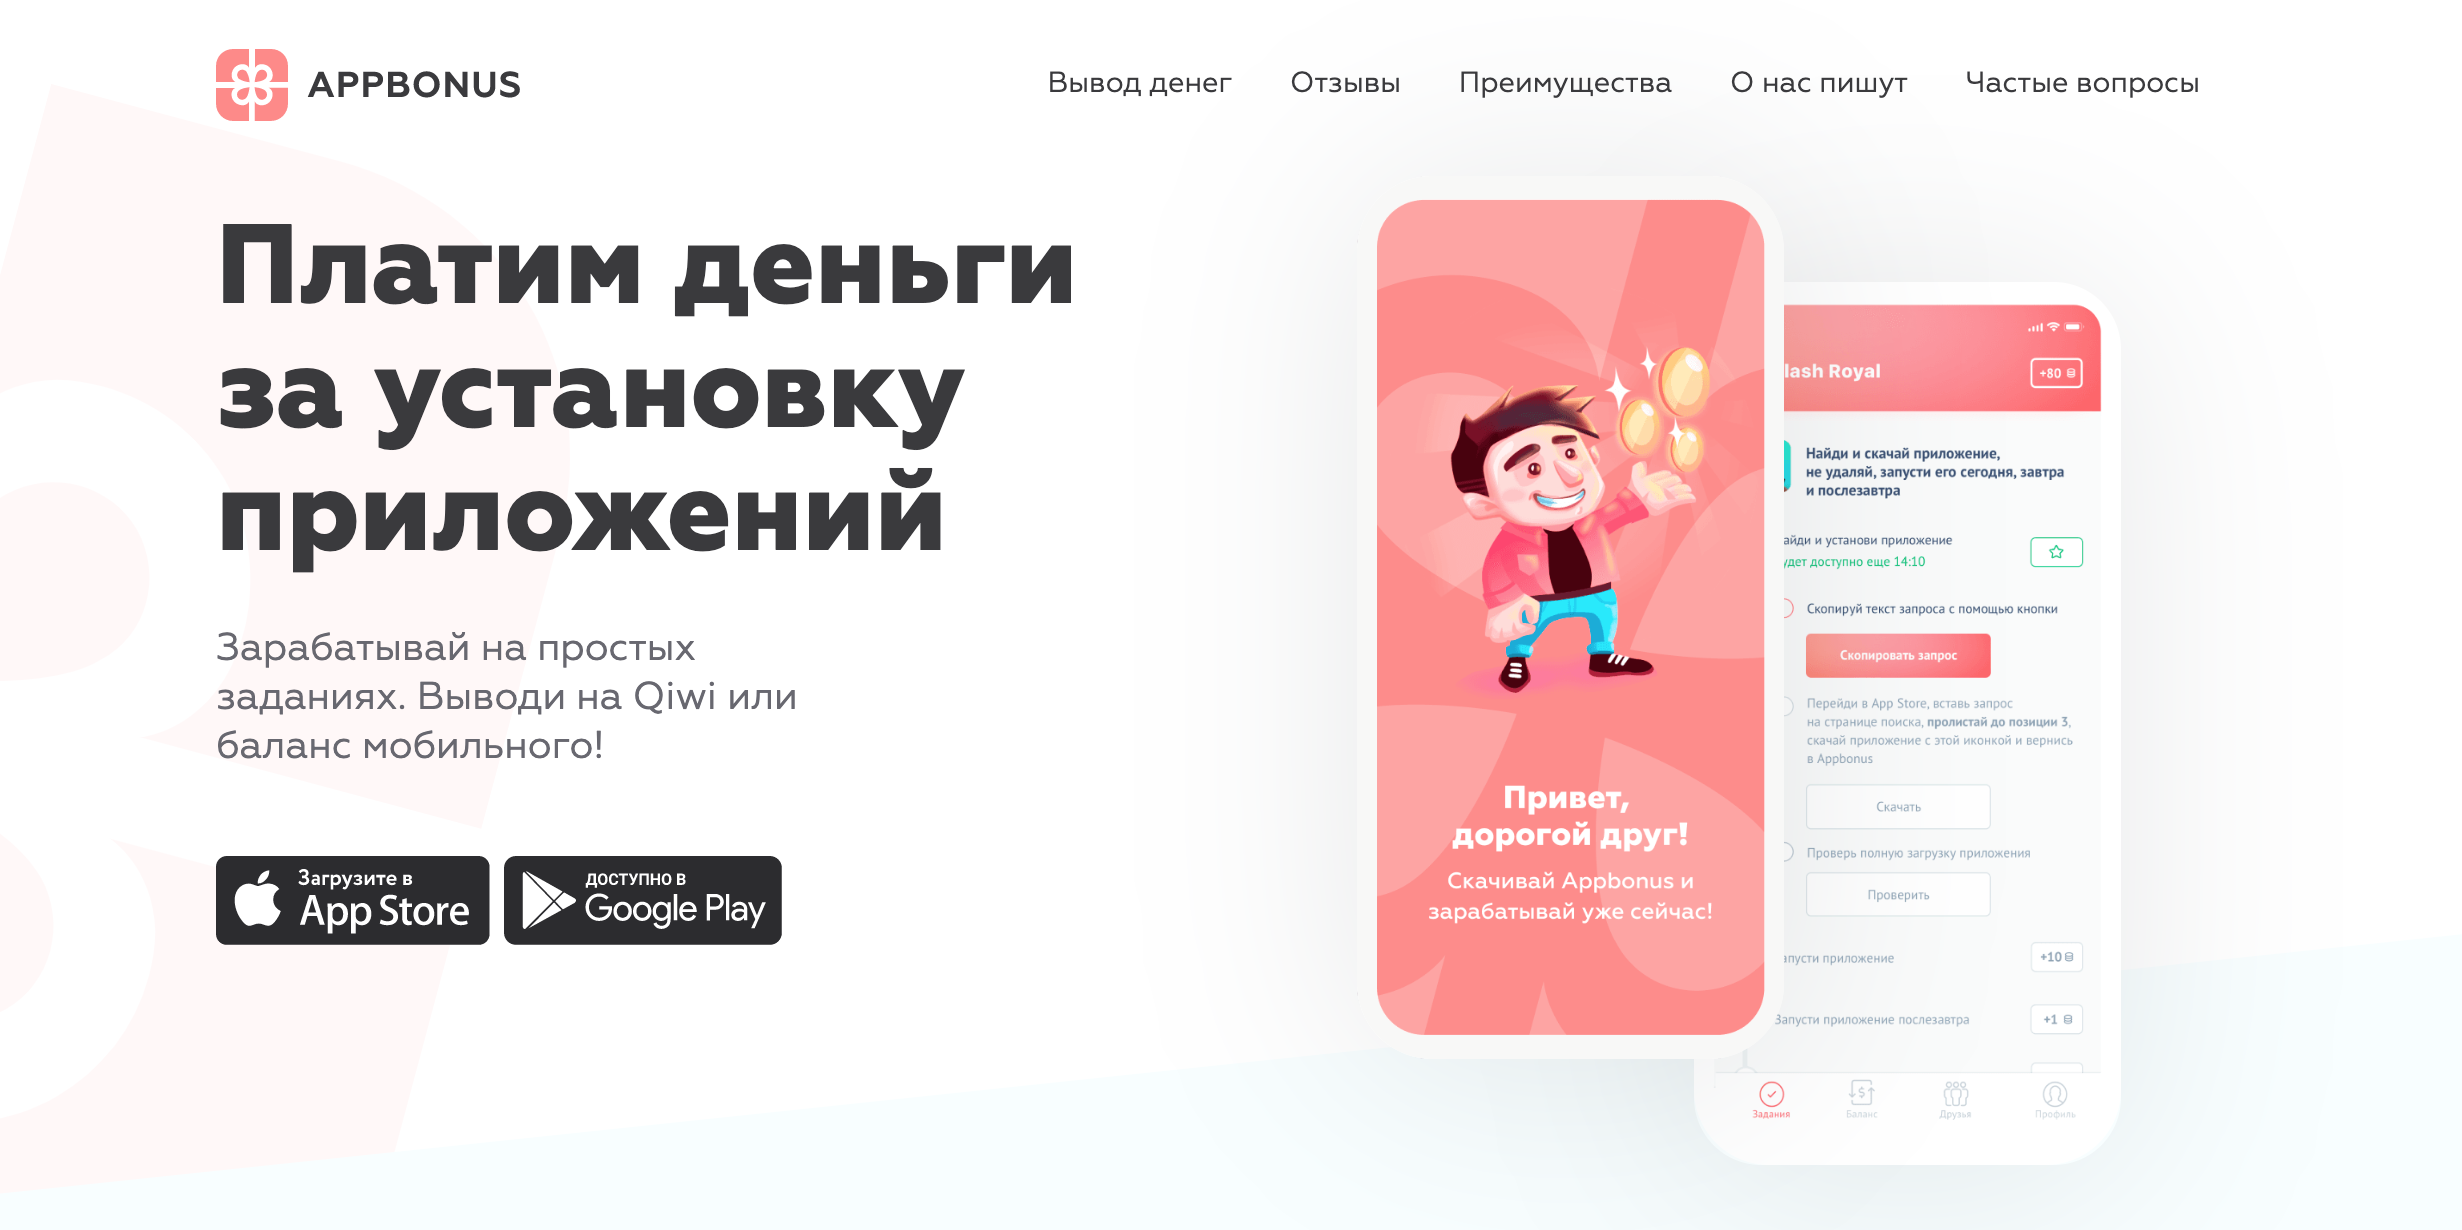 APPBONUS
Вывод денег
Отзывы
Преимущества
О нас пишут
Частые вопросы
Платим деньги
за установку
приложений
Зарабатывай на простых
заданиях. Выводи на Qiwi или
баланс мобильного!
Загрузите в
App Store
ДОСТУПНО В
Google Play
Привет,
дорогой друг!
Скачивай Appbonus и
зарабатывай уже сейчас!
lash Royal
+80
Найди и скачай приложение,
не удаляй, запусти его сегодня, завтра
и послезавтра
айди и установи приложение
удет доступно еще 14:10
Скопируй текст запроса с помощью кнопки
Скопировать запрос
Перейди в App Store, вставь запрос
на странице поиска, пролистай до позиции 3,
скачай приложение с этой иконкой и вернись
в Appbonus
Скачать
Проверь полную загрузку приложения
Проверить
апусти приложение
+10
Запусти приложение послезавтра
+1
Задания
Баланс
Друзья
Профиль